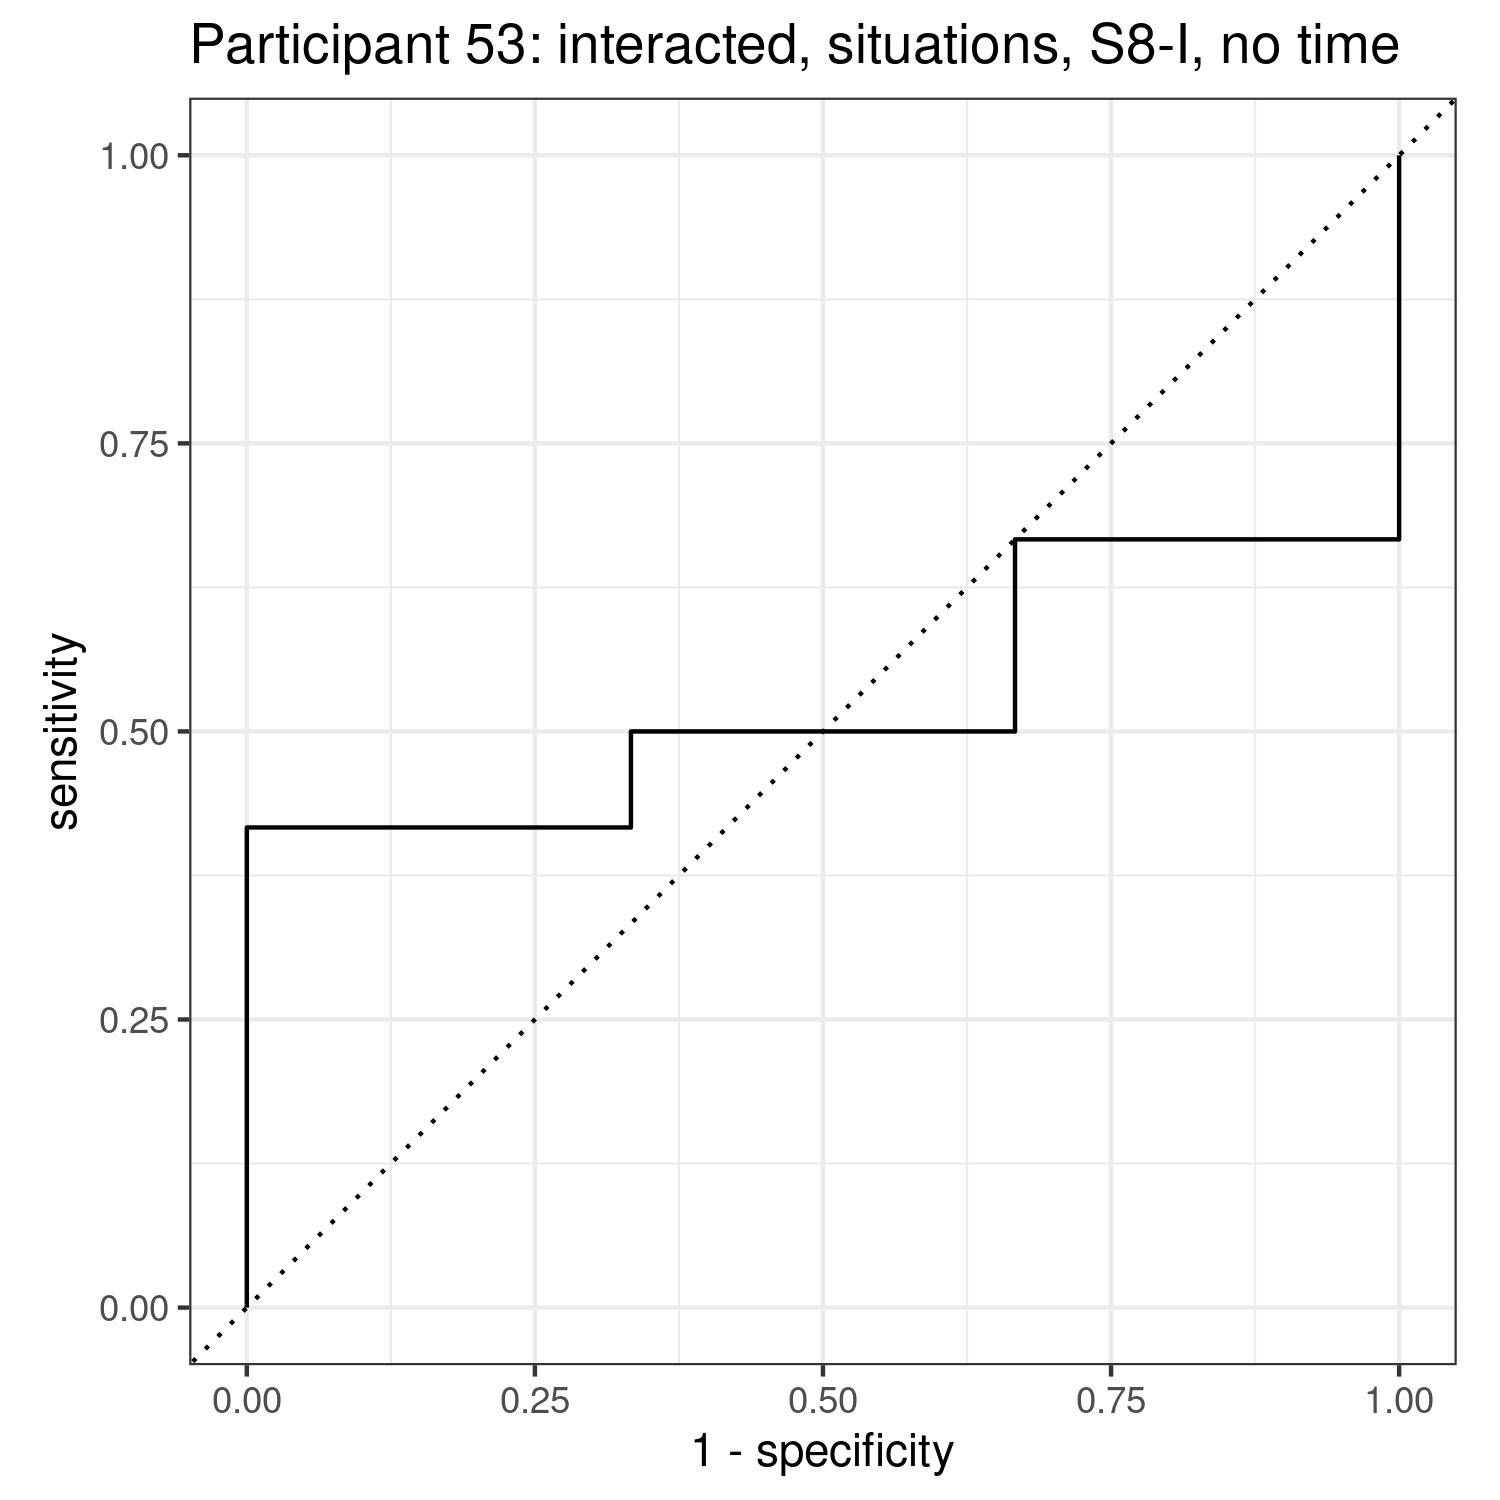 Participant 53: interacted, situations, S8-I, no time
1.00
0.75
0.50
0.25
0.00
sensitivity
0.00 0.25 0.50 0.75 1.00
1 - specificity